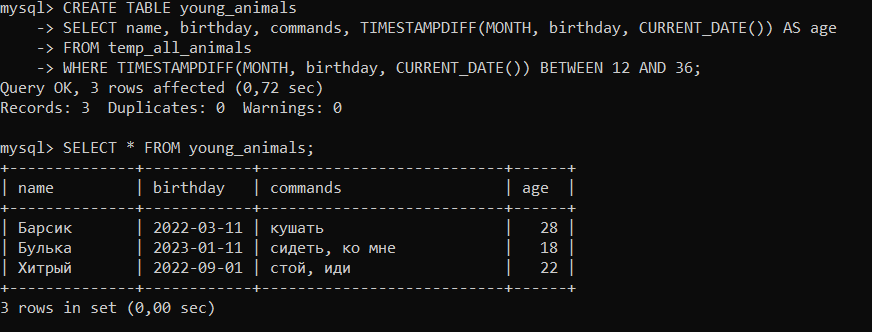 mysql> CREATE TABLE young_animals
    -> SELECT name, birthday, commands, TIMESTAMPDIFF(MONTH, birthday, CURRENT_DATE()) AS age
    -> FROM temp_all_animals
    -> WHERE TIMESTAMPDIFF(MONTH, birthday, CURRENT_DATE()) BETWEEN 12 AND 36;
Query OK, 3 rows affected (0,72 sec)
Records: 3  Duplicates: 0  Warnings: 0

mysql> SELECT * FROM young_animals;
+--------------+------------+---------------------------+------+
| name         | birthday   | commands                  | age  |
+--------------+------------+---------------------------+------+
| Барсик       | 2022-03-11 | кушать                    |   28 |
| Булька       | 2023-01-11 | сидеть, ко мне            |   18 |
| Хитрый       | 2022-09-01 | стой, иди                 |   22 |
+--------------+------------+---------------------------+------+
3 rows in set (0,00 sec)